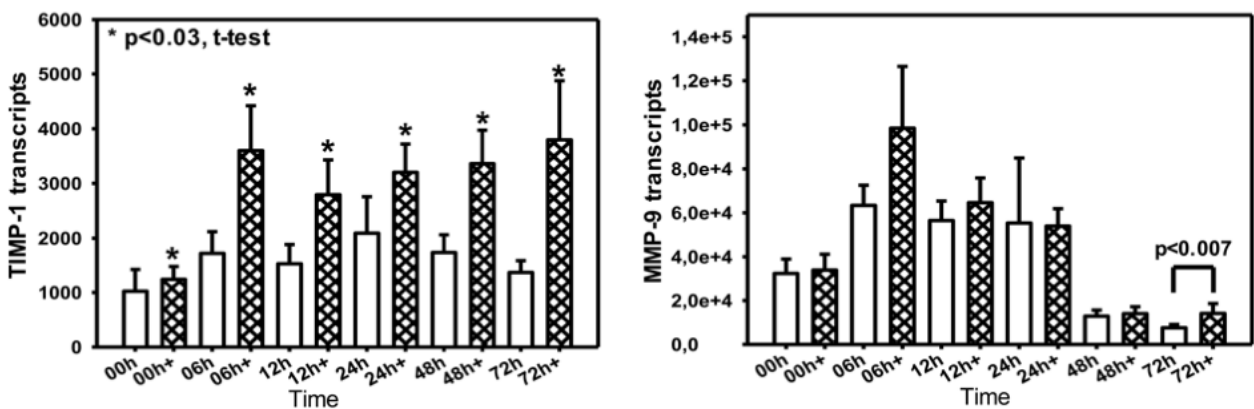 * p<0.03, t-test
TIMP-1 transcripts
6000
5000
4000
3000
2000
1000
0
*
*
*
*
*
*
00h
00h+
06h
06h+
12h
12h+
24h
24h+
48h
48h+
72h
72h+
Time
MMP-9 transcripts
1,4e+5
1,2e+5
1,0e+5
8,0e+4
6,0e+4
4,0e+4
2,0e+4
0,0
p<0.007
00h
00h+
06h
06h+
12h
12h+
24h
24h+
48h
48h+
72h
72h+
Time